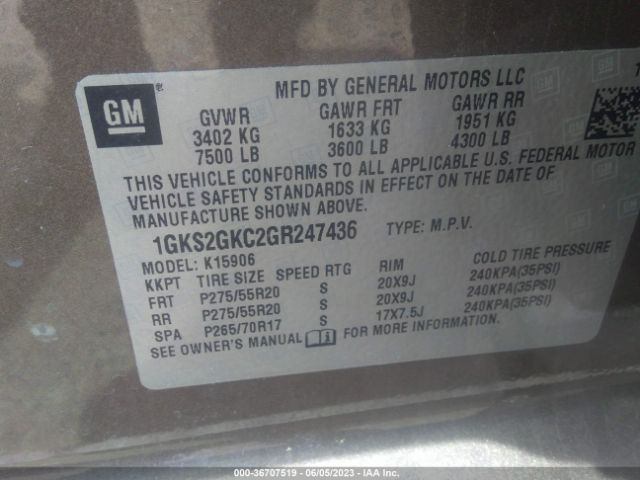 GM ®
MFD BY GENERAL MOTORS LLC
GVWR GAWR FRT GAWR RR
3402 KG 1633 KG 1951 KG
7500 LB 3600 LB 4300 LB
THIS VEHICLE CONFORMS TO ALL APPLICABLE U.S. FEDERAL MOTOR
VEHICLE SAFETY STANDARDS IN EFFECT ON THE DATE OF
MANUFACTURE SHOWN ABOVE.
1GKS2GKC2GR247436 TYPE: M.P.V.
MODEL: K15906
KKPT TIRE SIZE SPEED RTG RIM COLD TIRE PRESSURE
FRT P275/55R20 S 20X9J 240KPA(35PSI)
RR P275/55R20 S 20X9J 240KPA(35PSI)
SPA P265/70R17 S 17X7.5J 240KPA(35PSI)
SEE OWNER'S MANUAL FOR MORE INFORMATION.
000-36707519 - 06/05/2023 - IAA Inc.